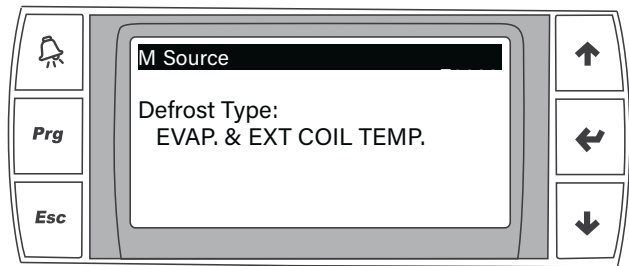 M Source
Defrost Type:
EVAP. & EXT COIL TEMP.
Prg
Esc